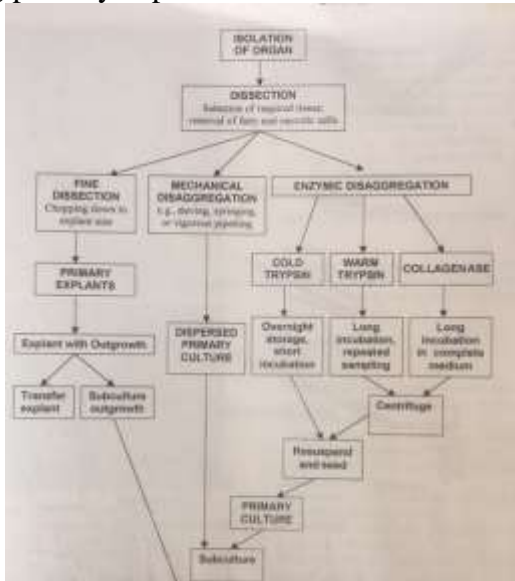 ISOLATION
OF ORGAN
DISSECTION
Selection of required tissue;
removal of fatty and necrotic cells
FINE
DISSECTION
Chopping down to
explant size
MECHANICAL
DISAGGREGATION
e.g., sieving, syringing,
or vigorous pipetting
ENZYMIC DISAGGREGATION
COLD
TRYPSIN
WARM
TRYPSIN
COLLAGENASE
PRIMARY
EXPLANTS
Explant with Outgrowth
DISPERSED
PRIMARY
CULTURE
Overnight
storage,
short
incubation
Long
incubation,
repeated
sampling
Long
incubation
in complete
medium
Transfer
explant
Subculture
outgrowth
Centrifuge
Resuspend
and seed
PRIMARY
CULTURE
Subculture